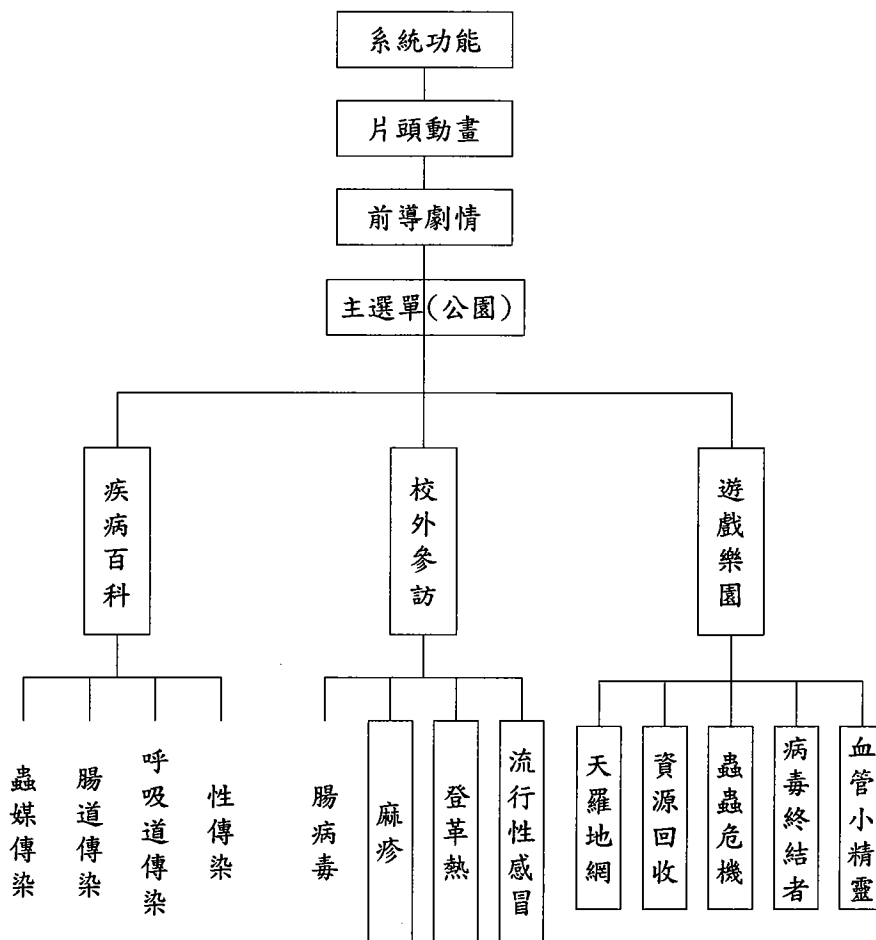 系統功能
片頭動畫
前導劇情
主選單(公園)
疾病百科
校外參訪
遊戲樂園
蟲媒傳染
腸道傳染
呼吸道傳染
性傳染
腸病毒
麻疹
登革熱
流行性感冒
天羅地網
資源回收
蟲蟲危機
病毒終結者
血管小精靈